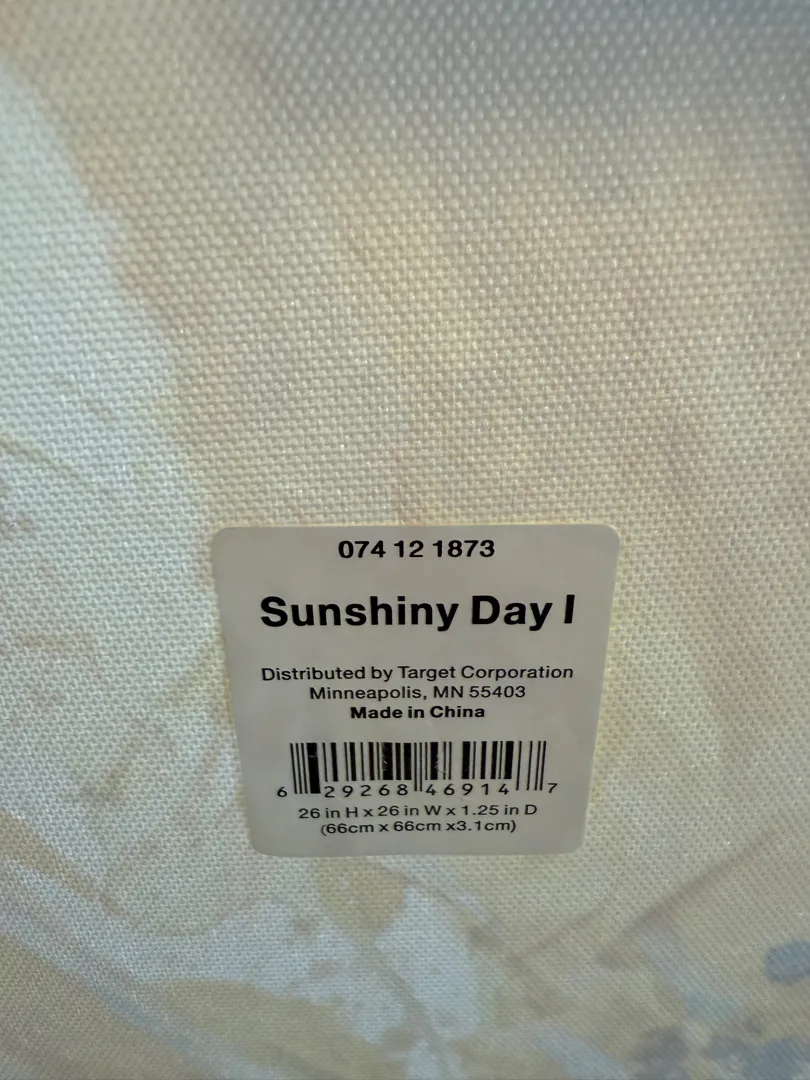 074 12 1873
Sunshiny Day I
Distributed by Target Corporation
Minneapolis, MN 55403
Made in China
6 29268 46914 7
26 in H x 26 in W x 1.25 in D
(66cm x 66cm x3.1cm)